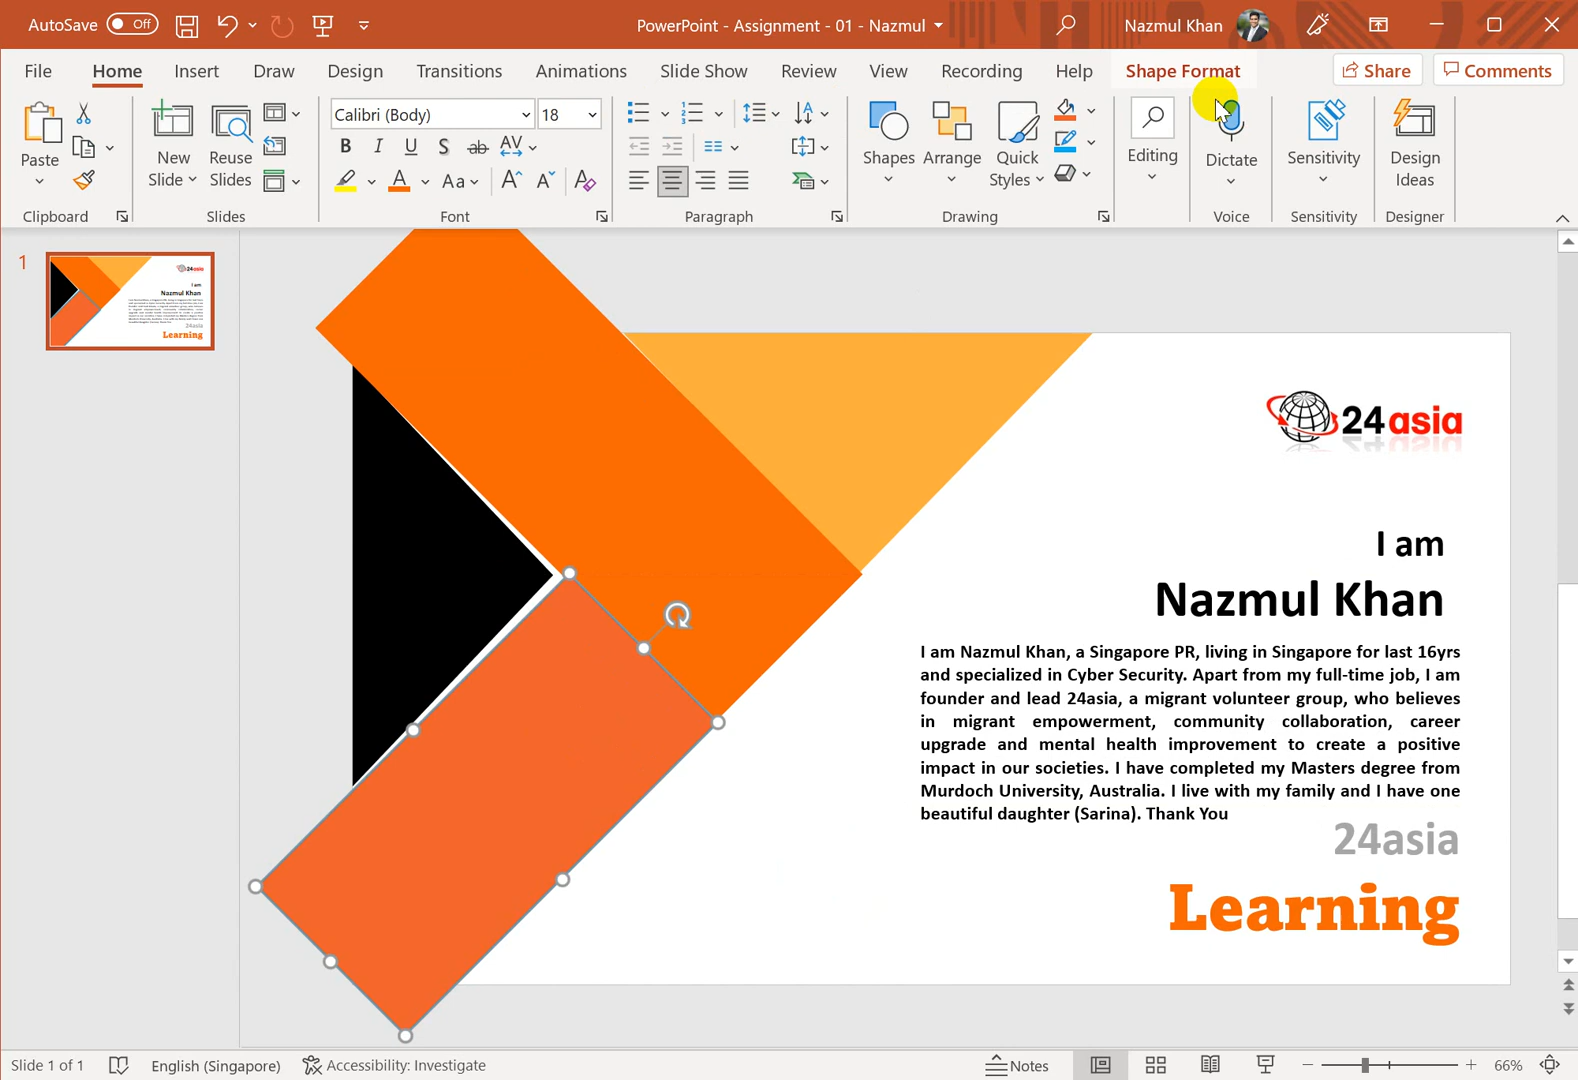 AutoSave Off
PowerPoint - Assignment - 01 - Nazmul
Nazmul Khan
File Home Insert Draw Design Transitions Animations Slide Show Review View Recording Help Shape Format
Share Comments
Paste
Clipboard
New Slide
Reuse Slides
Slides
Calibri (Body) 18
B I U S ab AV
A Aa A A A
Font
Paragraph
Shapes Arrange Quick Styles
Drawing
Editing
Dictate
Voice
Sensitivity
Sensitivity
Design Ideas
Designer
1
24asia
I am
Nazmul Khan
I am Nazmul Khan, a Singapore PR, living in Singapore for last 16yrs
and specialized in Cyber Security. Apart from my full-time job, I am
founder and lead 24asia, a migrant volunteer group, who believes
in migrant empowerment, community collaboration, career
upgrade and mental health improvement to create a positive
impact in our societies. I have completed my Masters degree from
Murdoch University, Australia. I live with my family and I have one
beautiful daughter (Sarina). Thank You
24asia
Learning
Slide 1 of 1 English (Singapore) Accessibility: Investigate Notes 66%